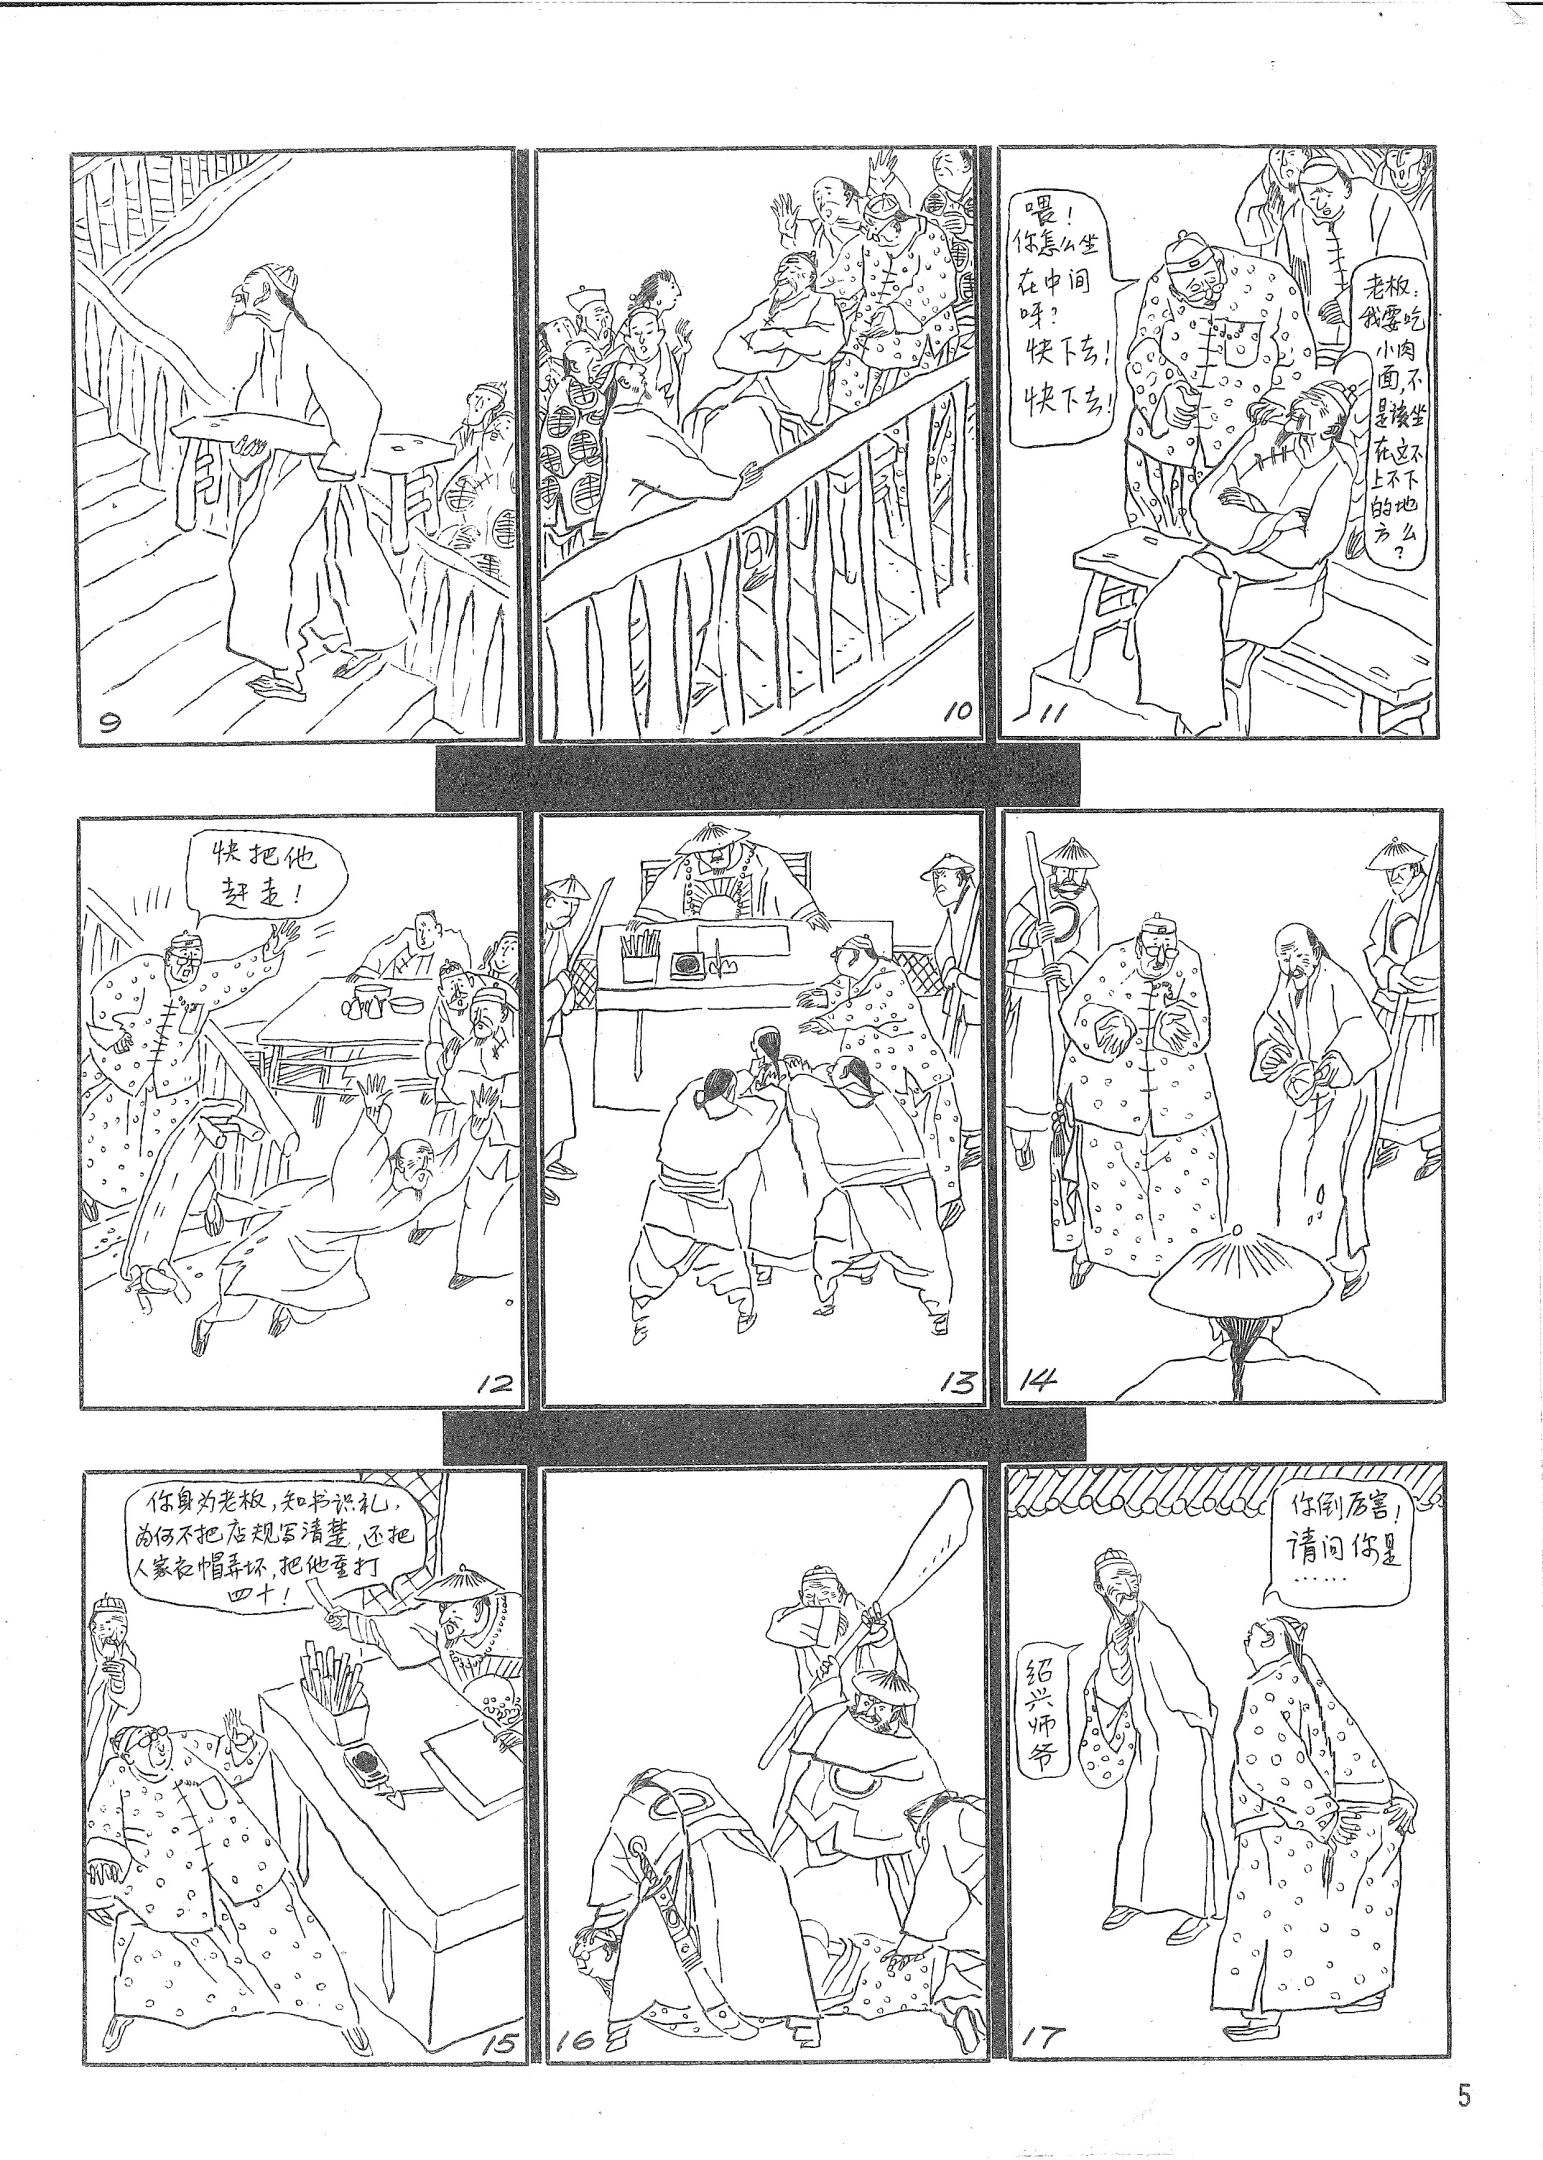 9
10
喂！
你怎么坐
在中间
呀？
快下去！
快下去！
老板：
我要吃
小肉
面，不
是该坐
在这不
上不下
的地
方么
？
11
快把他
赶走！
12
13
14
你身为老板，知书识礼，
为何不把店规写清楚，还把
人家衣帽弄坏，把他重打
四十！
15
16
你倒厉害！
请问你是
……
绍兴师爷
17
5